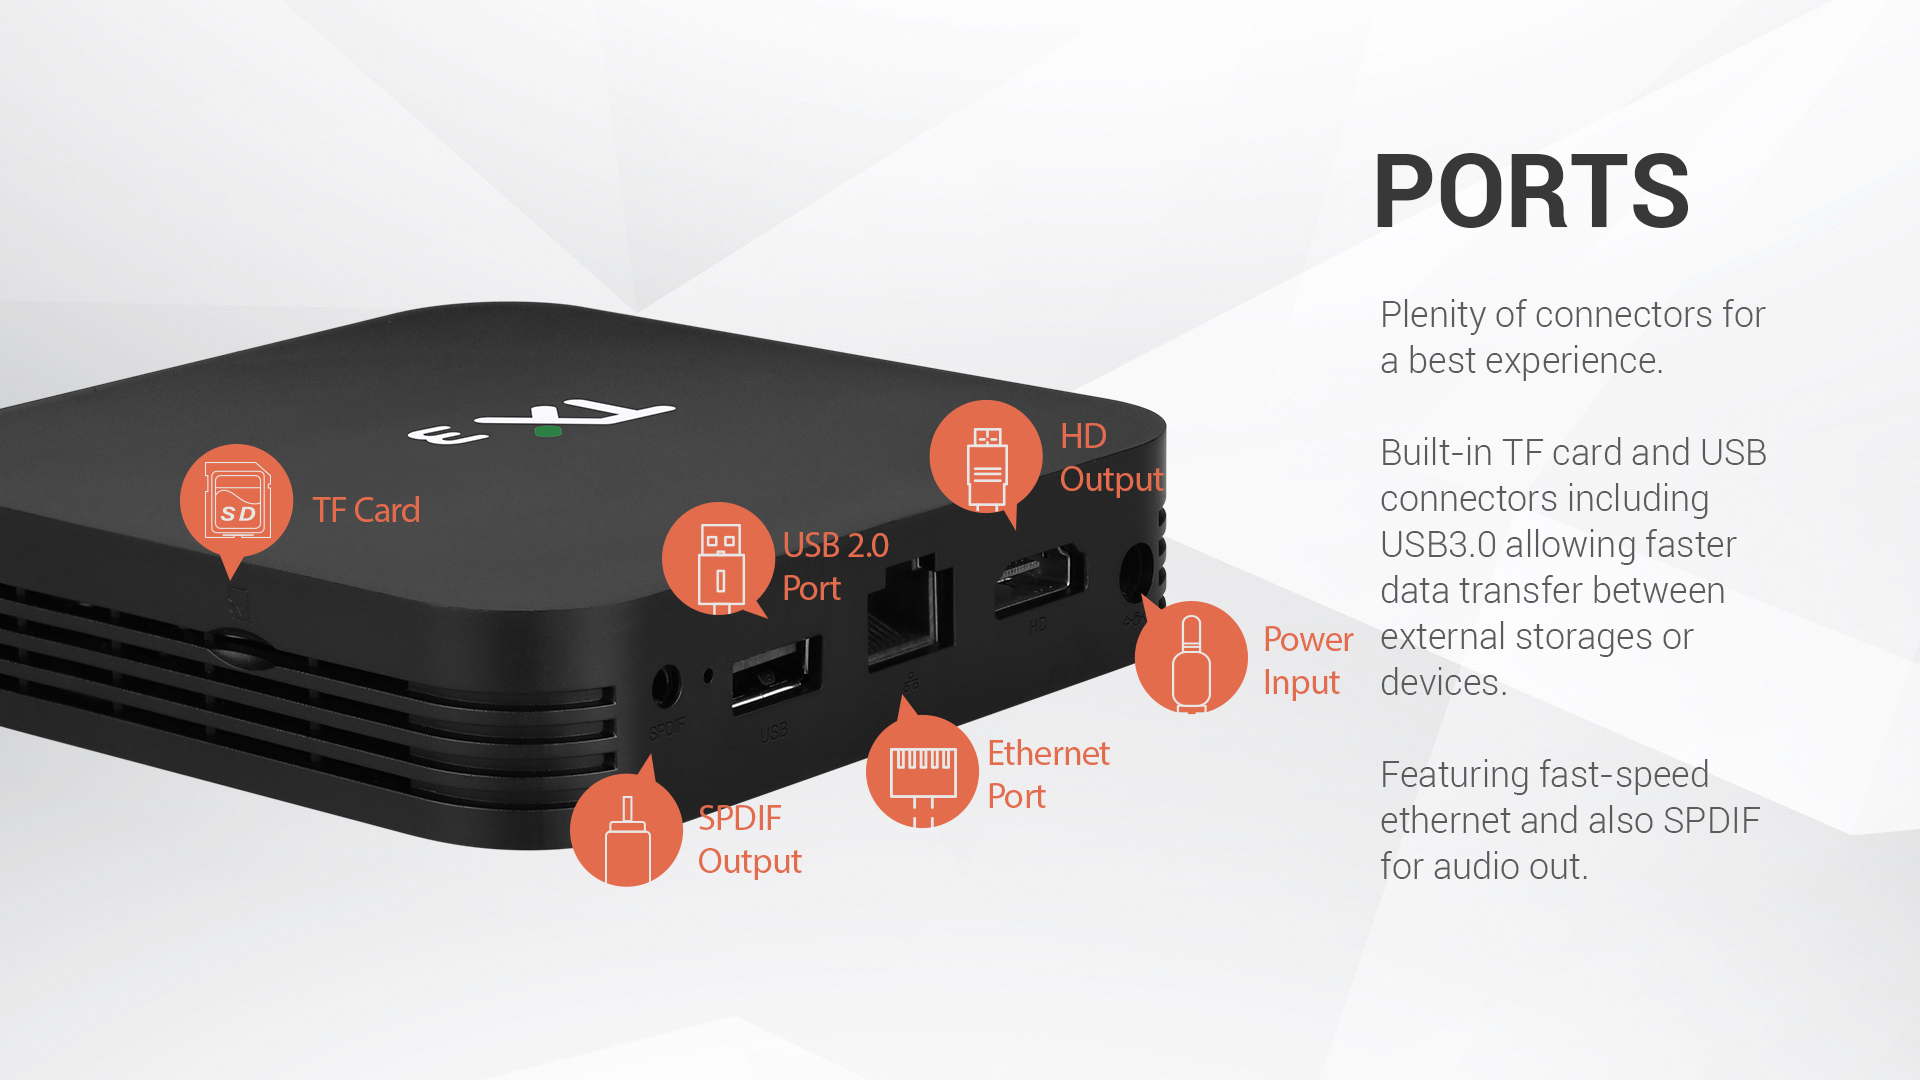 PORTS
Plenity of connectors for
a best experience.
Built-in TF card and USB
connectors including
USB3.0 allowing faster
data transfer between
external storages or
devices.
Featuring fast-speed
ethernet and also SPDIF
for audio out.
HD
Output
SD
TF Card
USB 2.0
Port
HD
Power
Input
SPDIF
USB
Ethernet
Port
SPDIF
Output